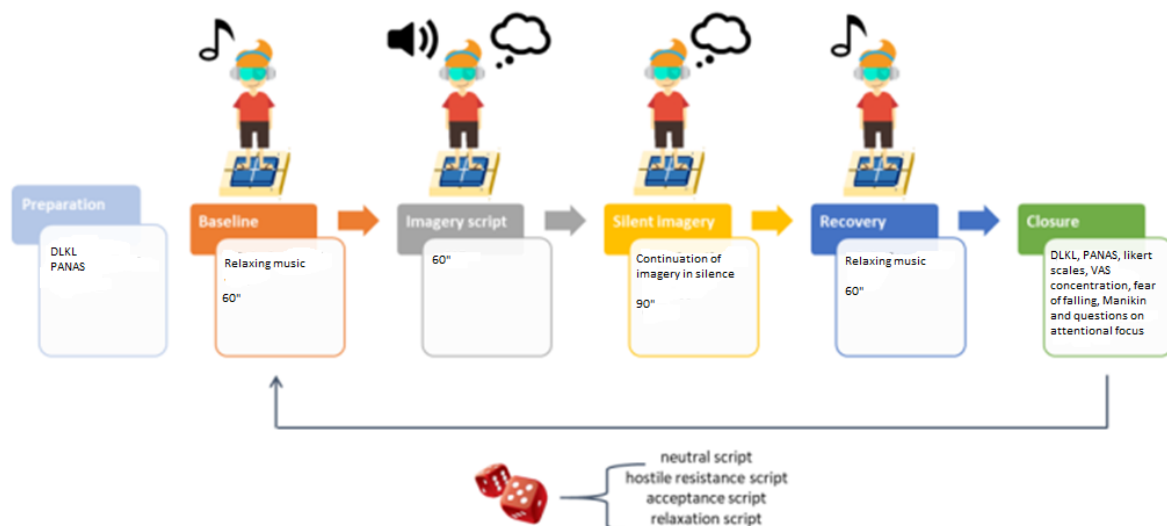 Preparation
DLKL
PANAS
Baseline
Relaxing music
60"
Imagery script
60"
Silent imagery
Continuation of
imagery in silence
90"
Recovery
Relaxing music
60"
Closure
DLKL, PANAS, likert
scales, VAS
concentration, fear
of falling, Manikin
and questions on
attentional focus
neutral script
hostile resistance script
acceptance script
relaxation script